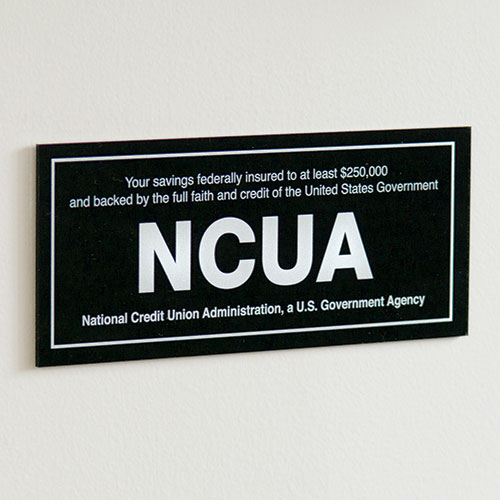 Your savings federally insured to at least $250,000
and backed by the full faith and credit of the United States Government
NCUA
National Credit Union Administration, a U.S. Government Agency